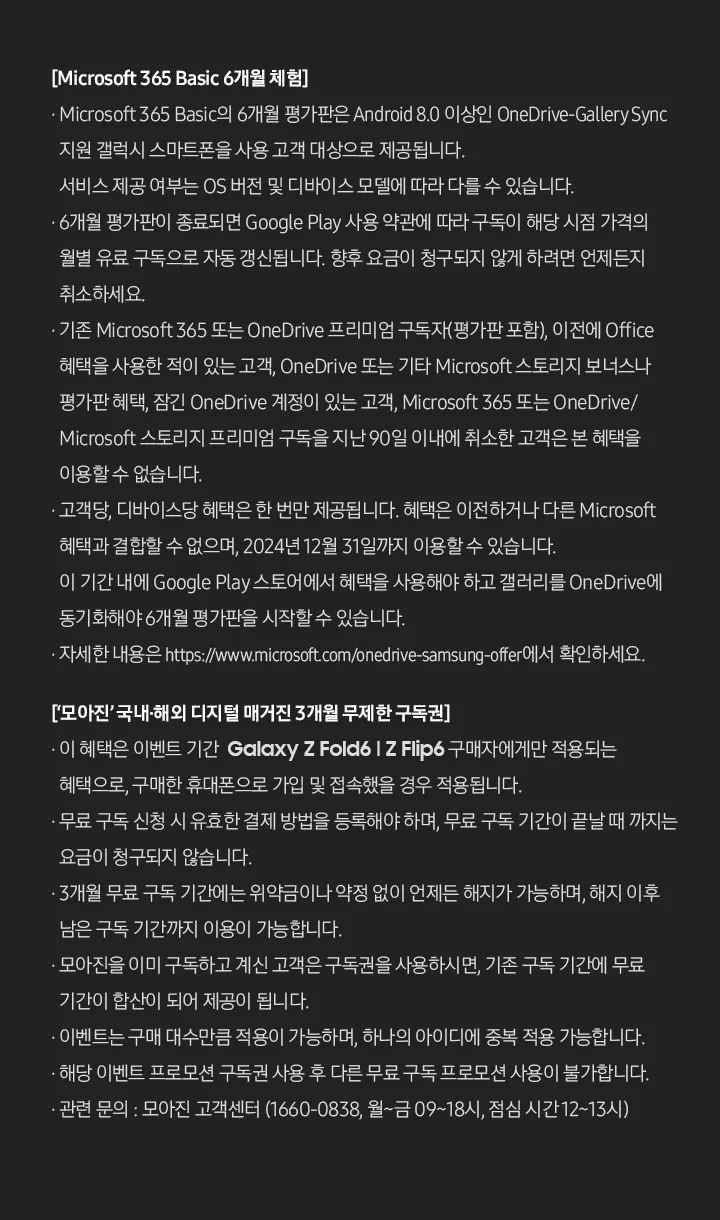 [Microsoft 365 Basic 6개월 체험]
· Microsoft 365 Basic의 6개월 평가판은 Android 8.0 이상인 OneDrive-Gallery Sync
지원 갤럭시 스마트폰을 사용 고객 대상으로 제공됩니다.
서비스 제공 여부는 OS 버전 및 디바이스 모델에 따라 다를 수 있습니다.
· 6개월 평가판이 종료되면 Google Play 사용 약관에 따라 구독이 해당 시점 가격의
월별 유료 구독으로 자동 갱신됩니다. 향후 요금이 청구되지 않게 하려면 언제든지
취소하세요.
· 기존 Microsoft 365 또는 OneDrive 프리미엄 구독자(평가판 포함), 이전에 Office
혜택을 사용한 적이 있는 고객, OneDrive 또는 기타 Microsoft 스토리지 보너스나
평가판 혜택, 잠긴 OneDrive 계정이 있는 고객, Microsoft 365 또는 OneDrive/
Microsoft 스토리지 프리미엄 구독을 지난 90일 이내에 취소한 고객은 본 혜택을
이용할 수 없습니다.
· 고객당, 디바이스당 혜택은 한 번만 제공됩니다. 혜택은 이전하거나 다른 Microsoft
혜택과 결합할 수 없으며, 2024년 12월 31일까지 이용할 수 있습니다.
이 기간 내에 Google Play 스토어에서 혜택을 사용해야 하고 갤러리를 OneDrive에
동기화해야 6개월 평가판을 시작할 수 있습니다.
· 자세한 내용은 https://www.microsoft.com/onedrive-samsung-offer에서 확인하세요.
[‘모아진’ 국내·해외 디지털 매거진 3개월 무제한 구독권]
· 이 혜택은 이벤트 기간 Galaxy Z Fold6 | Z Flip6 구매자에게만 적용되는
혜택으로, 구매한 휴대폰으로 가입 및 접속했을 경우 적용됩니다.
· 무료 구독 신청 시 유효한 결제 방법을 등록해야 하며, 무료 구독 기간이 끝날 때 까지는
요금이 청구되지 않습니다.
· 3개월 무료 구독 기간에는 위약금이나 약정 없이 언제든 해지가 가능하며, 해지 이후
남은 구독 기간까지 이용이 가능합니다.
· 모아진을 이미 구독하고 계신 고객은 구독권을 사용하시면, 기존 구독 기간에 무료
기간이 합산이 되어 제공이 됩니다.
· 이벤트는 구매 대수만큼 적용이 가능하며, 하나의 아이디에 중복 적용 가능합니다.
· 해당 이벤트 프로모션 구독권 사용 후 다른 무료 구독 프로모션 사용이 불가합니다.
· 관련 문의 : 모아진 고객센터 (1660-0838, 월~금 09~18시, 점심 시간 12~13시)